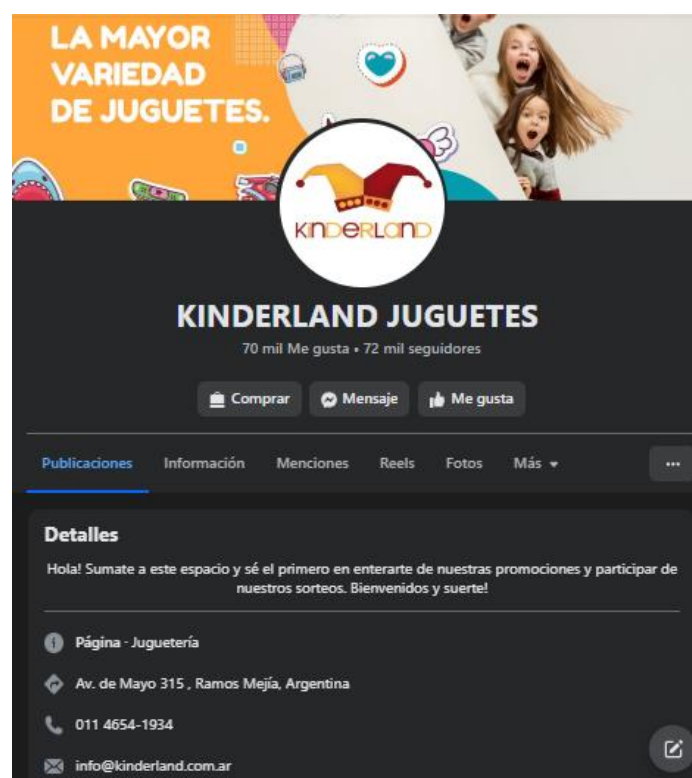 LA MAYOR
VARIEDAD
DE JUGUETES.
KINDERLAND
KINDERLAND JUGUETES
70 mil Me gusta • 72 mil seguidores
Comprar Mensaje Me gusta
Publicaciones Información Menciones Reels Fotos Más
Detalles
Hola! Sumate a este espacio y sé el primero en enterarte de nuestras promociones y participar de
nuestros sorteos. Bienvenidos y suerte!
Página · Juguetería
Av. de Mayo 315 , Ramos Mejía, Argentina
011 4654-1934
info@kinderland.com.ar